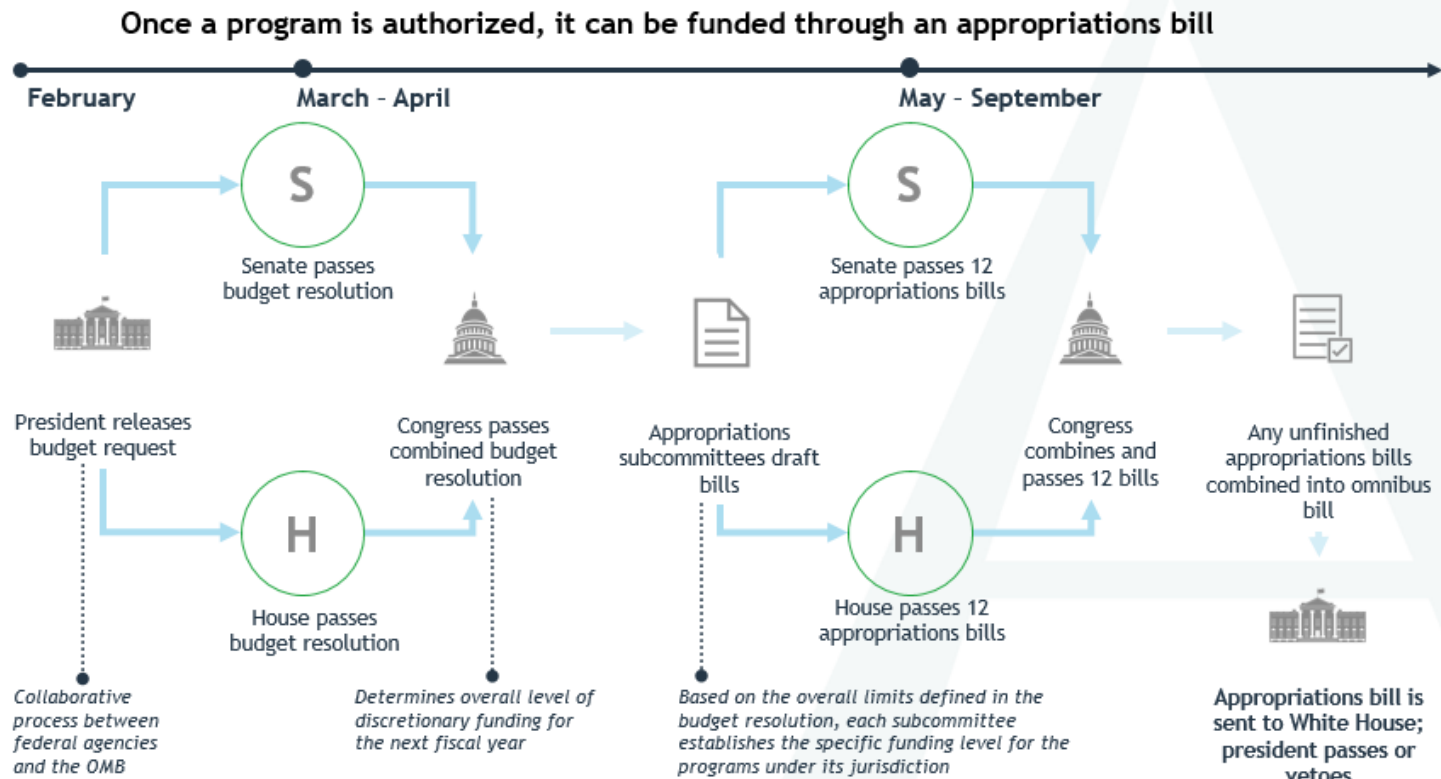 Once a program is authorized, it can be funded through an appropriations bill
February
March – April
May – September
S
Senate passes
budget resolution
S
Senate passes 12
appropriations bills
President releases
budget request
Congress passes
combined budget
resolution
Appropriations
subcommittees draft
bills
Congress
combines and
passes 12 bills
Any unfinished
appropriations bills
combined into omnibus
bill
H
House passes
budget resolution
H
House passes 12
appropriations bills
Collaborative
process between
federal agencies
and the OMB
Determines overall level of
discretionary funding for
the next fiscal year
Based on the overall limits defined in the
budget resolution, each subcommittee
establishes the specific funding level for the
programs under its jurisdiction
Appropriations bill is
sent to White House;
president passes or
vetoes